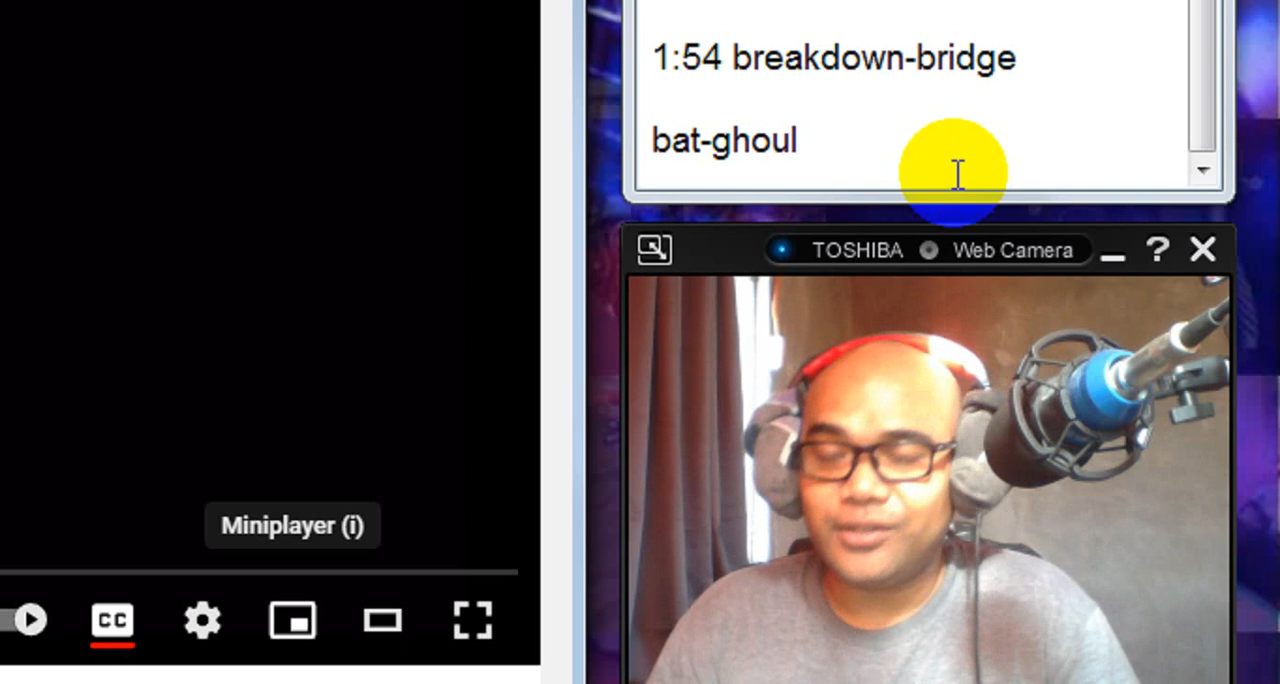 1:54 breakdown-bridge
bat-ghoul
TOSHIBA Web Camera
?
Miniplayer (i)
CC